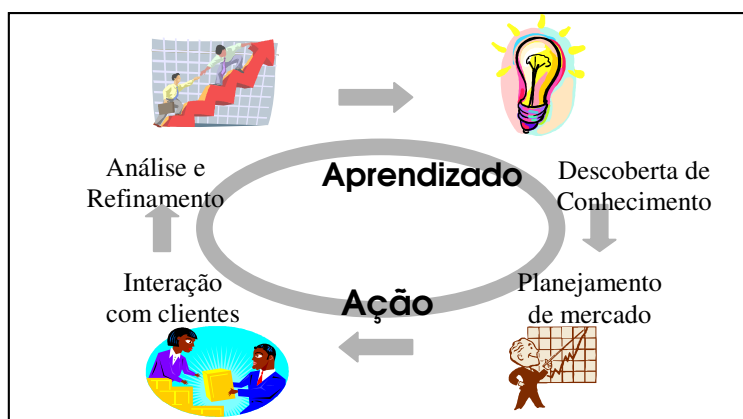 Análise e
Refinamento
Aprendizado
Descoberta de
Conhecimento
Interação
com clientes
Ação
Planejamento
de mercado